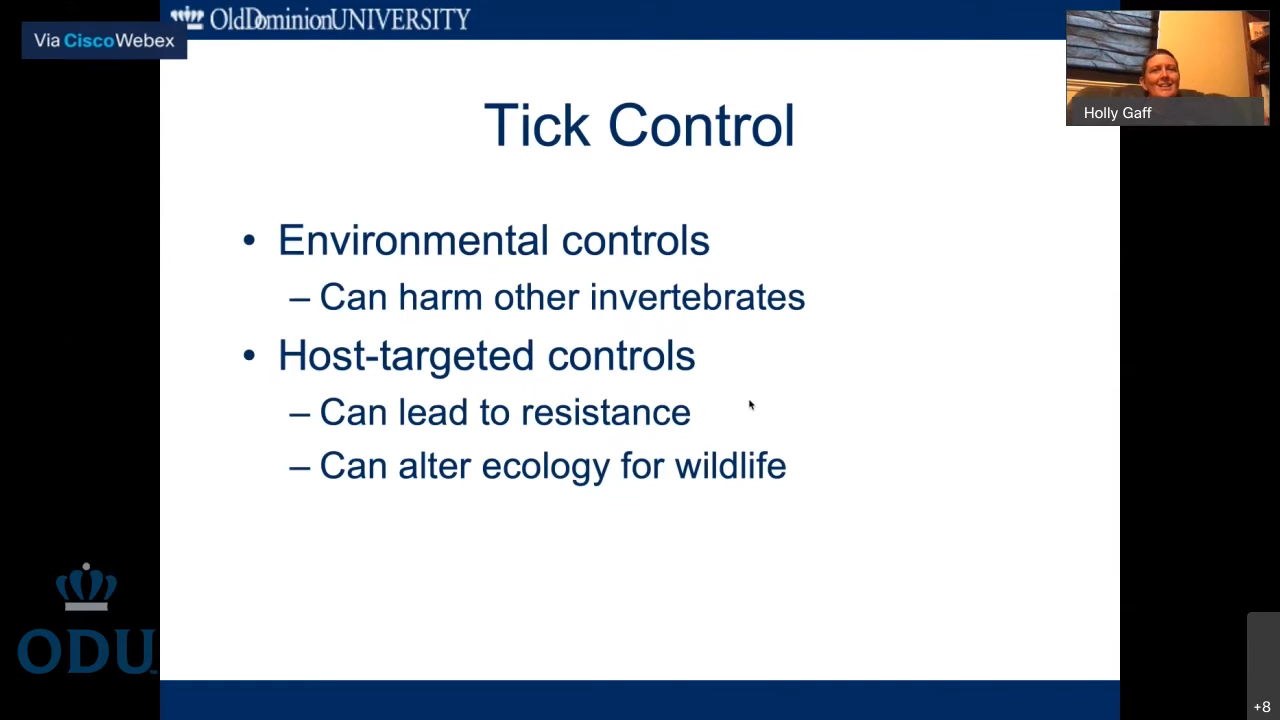 OldDominionUNIVERSITY
Via CiscoWebex
Holly Gaff
Tick Control
• Environmental controls
– Can harm other invertebrates
• Host-targeted controls
– Can lead to resistance
– Can alter ecology for wildlife
ODU
+8